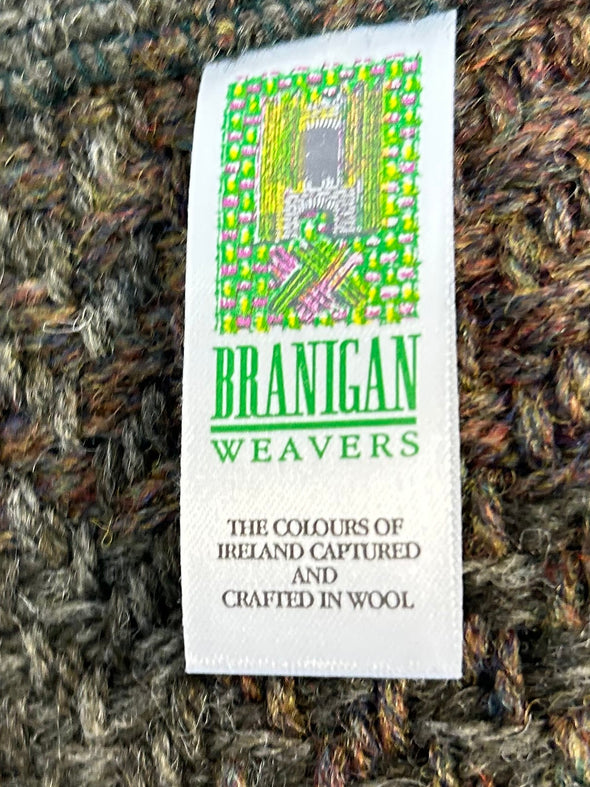 BRANIGAN
WEAVERS
THE COLOURS OF
IRELAND CAPTURED
AND
CRAFTED IN WOOL